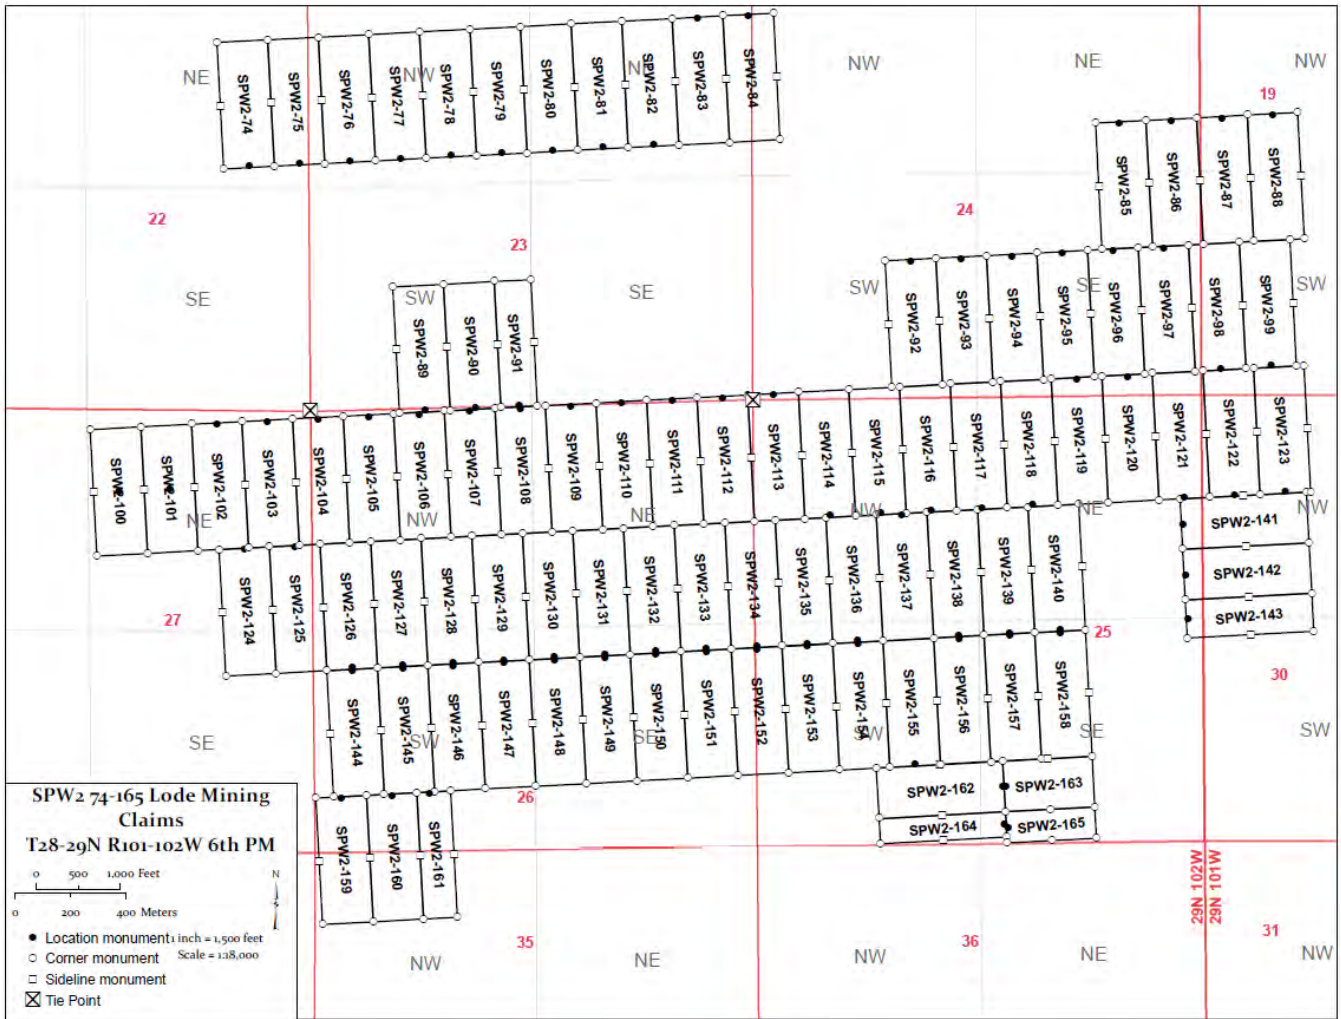 NE
NW
NE
NW
NE
NW
SPW2-74
SPW2-75
SPW2-76
SPW2-77
SPW2-78
SPW2-79
SPW2-80
SPW2-81
SPW2-82
SPW2-83
SPW2-84
19
SPW2-85
SPW2-86
SPW2-87
SPW2-88
22
23
24
SE
SW
SE
SW
SE
SW
SPW2-89
SPW2-90
SPW2-91
SPW2-92
SPW2-93
SPW2-94
SPW2-95
SPW2-96
SPW2-97
SPW2-98
SPW2-99
SPW2-100
SPW2-101
SPW2-102
SPW2-103
SPW2-104
SPW2-105
SPW2-106
SPW2-107
SPW2-108
SPW2-109
SPW2-110
SPW2-111
SPW2-112
SPW2-113
SPW2-114
SPW2-115
SPW2-116
SPW2-117
SPW2-118
SPW2-119
SPW2-120
SPW2-121
SPW2-122
SPW2-123
NE
NW
NE
NW
NE
NW
SPW2-141
SPW2-142
SPW2-143
27
SPW2-124
SPW2-125
SPW2-126
SPW2-127
SPW2-128
SPW2-129
SPW2-130
SPW2-131
SPW2-132
SPW2-133
SPW2-134
SPW2-135
SPW2-136
SPW2-137
SPW2-138
SPW2-139
SPW2-140
25
30
SPW2-144
SPW2-145
SPW2-146
SPW2-147
SPW2-148
SPW2-149
SPW2-150
SPW2-151
SPW2-152
SPW2-153
SPW2-154
SPW2-155
SPW2-156
SPW2-157
SPW2-158
SE
SW
SE
SW
SE
SW
26
SPW2-162
SPW2-163
SPW2-164
SPW2-165
SPW2-159
SPW2-160
SPW2-161
29N 102W
29N 101W
35
36
31
NW
NE
NW
NE
NW
SPW2 74-165 Lode Mining
Claims
T28-29N R101-102W 6th PM
0 500 1,000 Feet
0 200 400 Meters
N
Location monument
1 inch = 1,500 feet
Corner monument
Scale = 1:18,000
Sideline monument
Tie Point